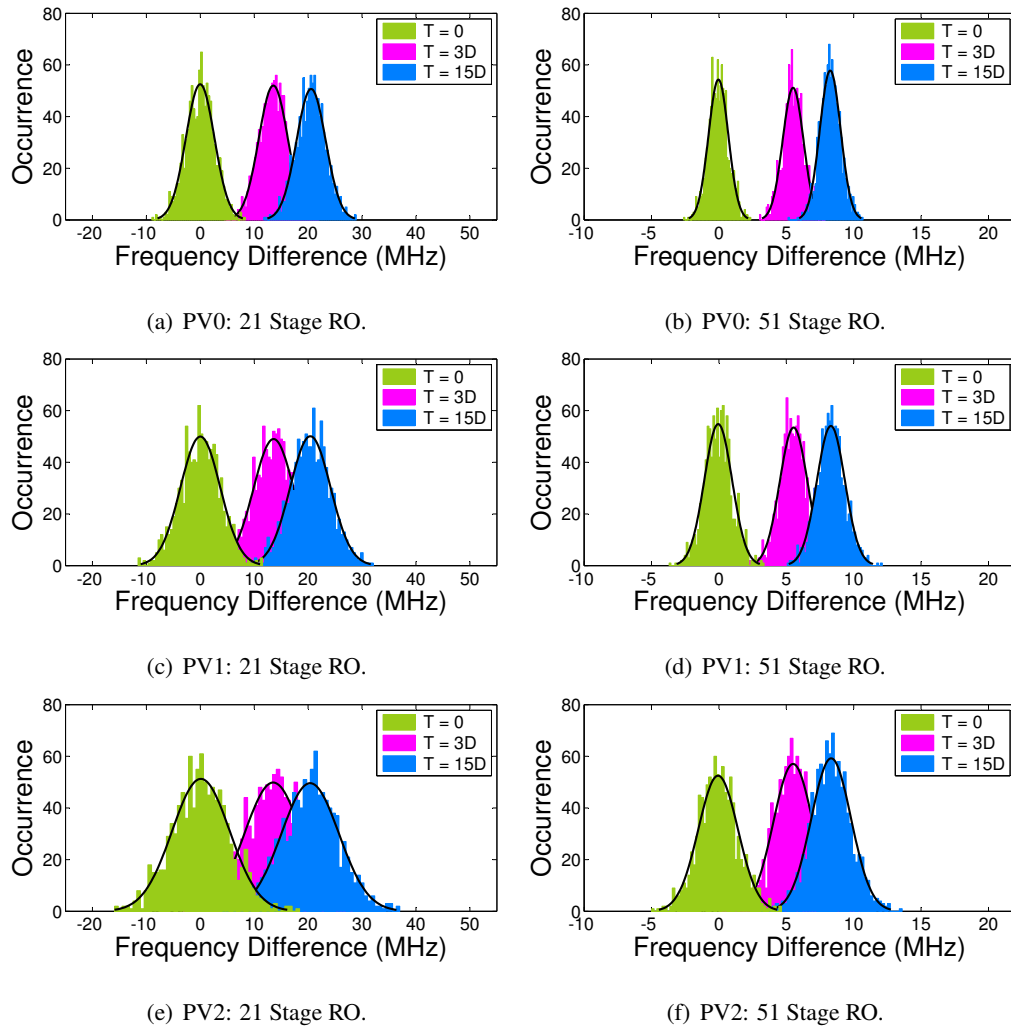 80
60
40
20
0
Occurrence
T = 0
T = 3D
T = 15D
-20 -10 0 10 20 30 40 50
Frequency Difference (MHz)
(a) PV0: 21 Stage RO.
80
60
40
20
0
Occurrence
T = 0
T = 3D
T = 15D
-10 -5 0 5 10 15 20
Frequency Difference (MHz)
(b) PV0: 51 Stage RO.
80
60
40
20
0
Occurrence
T = 0
T = 3D
T = 15D
-20 -10 0 10 20 30 40 50
Frequency Difference (MHz)
(c) PV1: 21 Stage RO.
80
60
40
20
0
Occurrence
T = 0
T = 3D
T = 15D
-10 -5 0 5 10 15 20
Frequency Difference (MHz)
(d) PV1: 51 Stage RO.
80
60
40
20
0
Occurrence
T = 0
T = 3D
T = 15D
-20 -10 0 10 20 30 40 50
Frequency Difference (MHz)
(e) PV2: 21 Stage RO.
80
60
40
20
0
Occurrence
T = 0
T = 3D
T = 15D
-10 -5 0 5 10 15 20
Frequency Difference (MHz)
(f) PV2: 51 Stage RO.